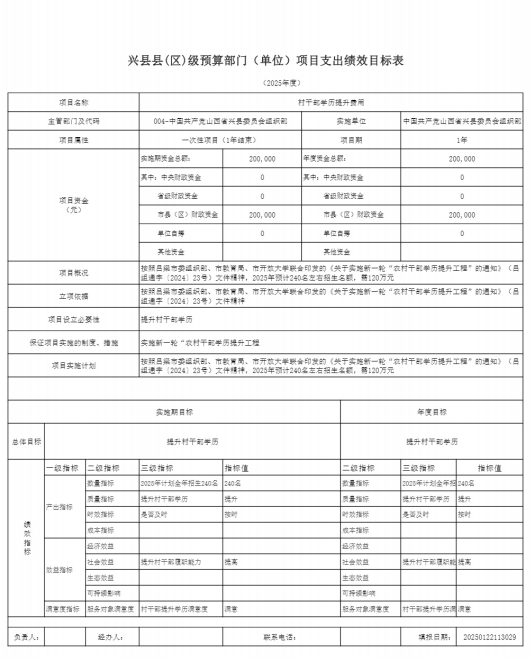 兴县县(区)级预算部门（单位）项目支出绩效目标表
（2025年度）
项目名称 村干部学历提升费用
主管部门及代码 004-中国共产党山西省兴县委员会组织部 实施单位 中国共产党山西省兴县委员会组织部
项目属性 一次性项目（1年结束） 项目期 1年
项目资金（元） 实施期资金总额： 200,000 年度资金总额： 200,000
其中：中央财政资金 0 其中：中央财政资金 0
省级财政资金 0 省级财政资金 0
市县（区）财政资金 200,000 市县（区）财政资金 200,000
单位自筹 0 单位自筹 0
其他资金 其他资金
项目概况 按照吕梁市委组织部、市教育局、市开放大学联合印发的《关于实施新一轮“农村干部学历提升工程”的通知》（吕
组通字〔2024〕23号）文件精神，2025年预计240名左右招生名额，需120万元
立项依据 按照吕梁市委组织部、市教育局、市开放大学联合印发的《关于实施新一轮“农村干部学历提升工程”的通知》（吕
组通字〔2024〕23号）文件精神
项目设立必要性 提升村干部学历
保证项目实施的制度、措施 实施新一轮“农村干部学历提升工程
项目实施计划 按照吕梁市委组织部、市教育局、市开放大学联合印发的《关于实施新一轮“农村干部学历提升工程”的通知》（吕
组通字〔2024〕23号）文件精神，2025年预计240名左右招生名额，需120万元
实施期目标 年度目标
总体目标 提升村干部学历 提升村干部学历
绩效指标 一级指标 二级指标 三级指标 指标值 二级指标 三级指标 指标值
产出指标 数量指标 2025年计划全年招生240名 240名 数量指标 2025年计划全年招 240名
质量指标 提升村干部学历 提升 质量指标 提升村干部学历 提升
时效指标 是否及时 按时 时效指标 是否及时 按时
成本指标 成本指标
效益指标 经济效益 经济效益
社会效益 提升村干部履职能力 提高 社会效益 提升村干部履职能 提高
生态效益 生态效益
可持续影响 可持续影响
满意度指标 服务对象满意度 村干部提升学历满意度 满意 服务对象满意度 村干部提升学历满 满意
负责人： 经办人： 联系电话： 填报日期： 20250122113029